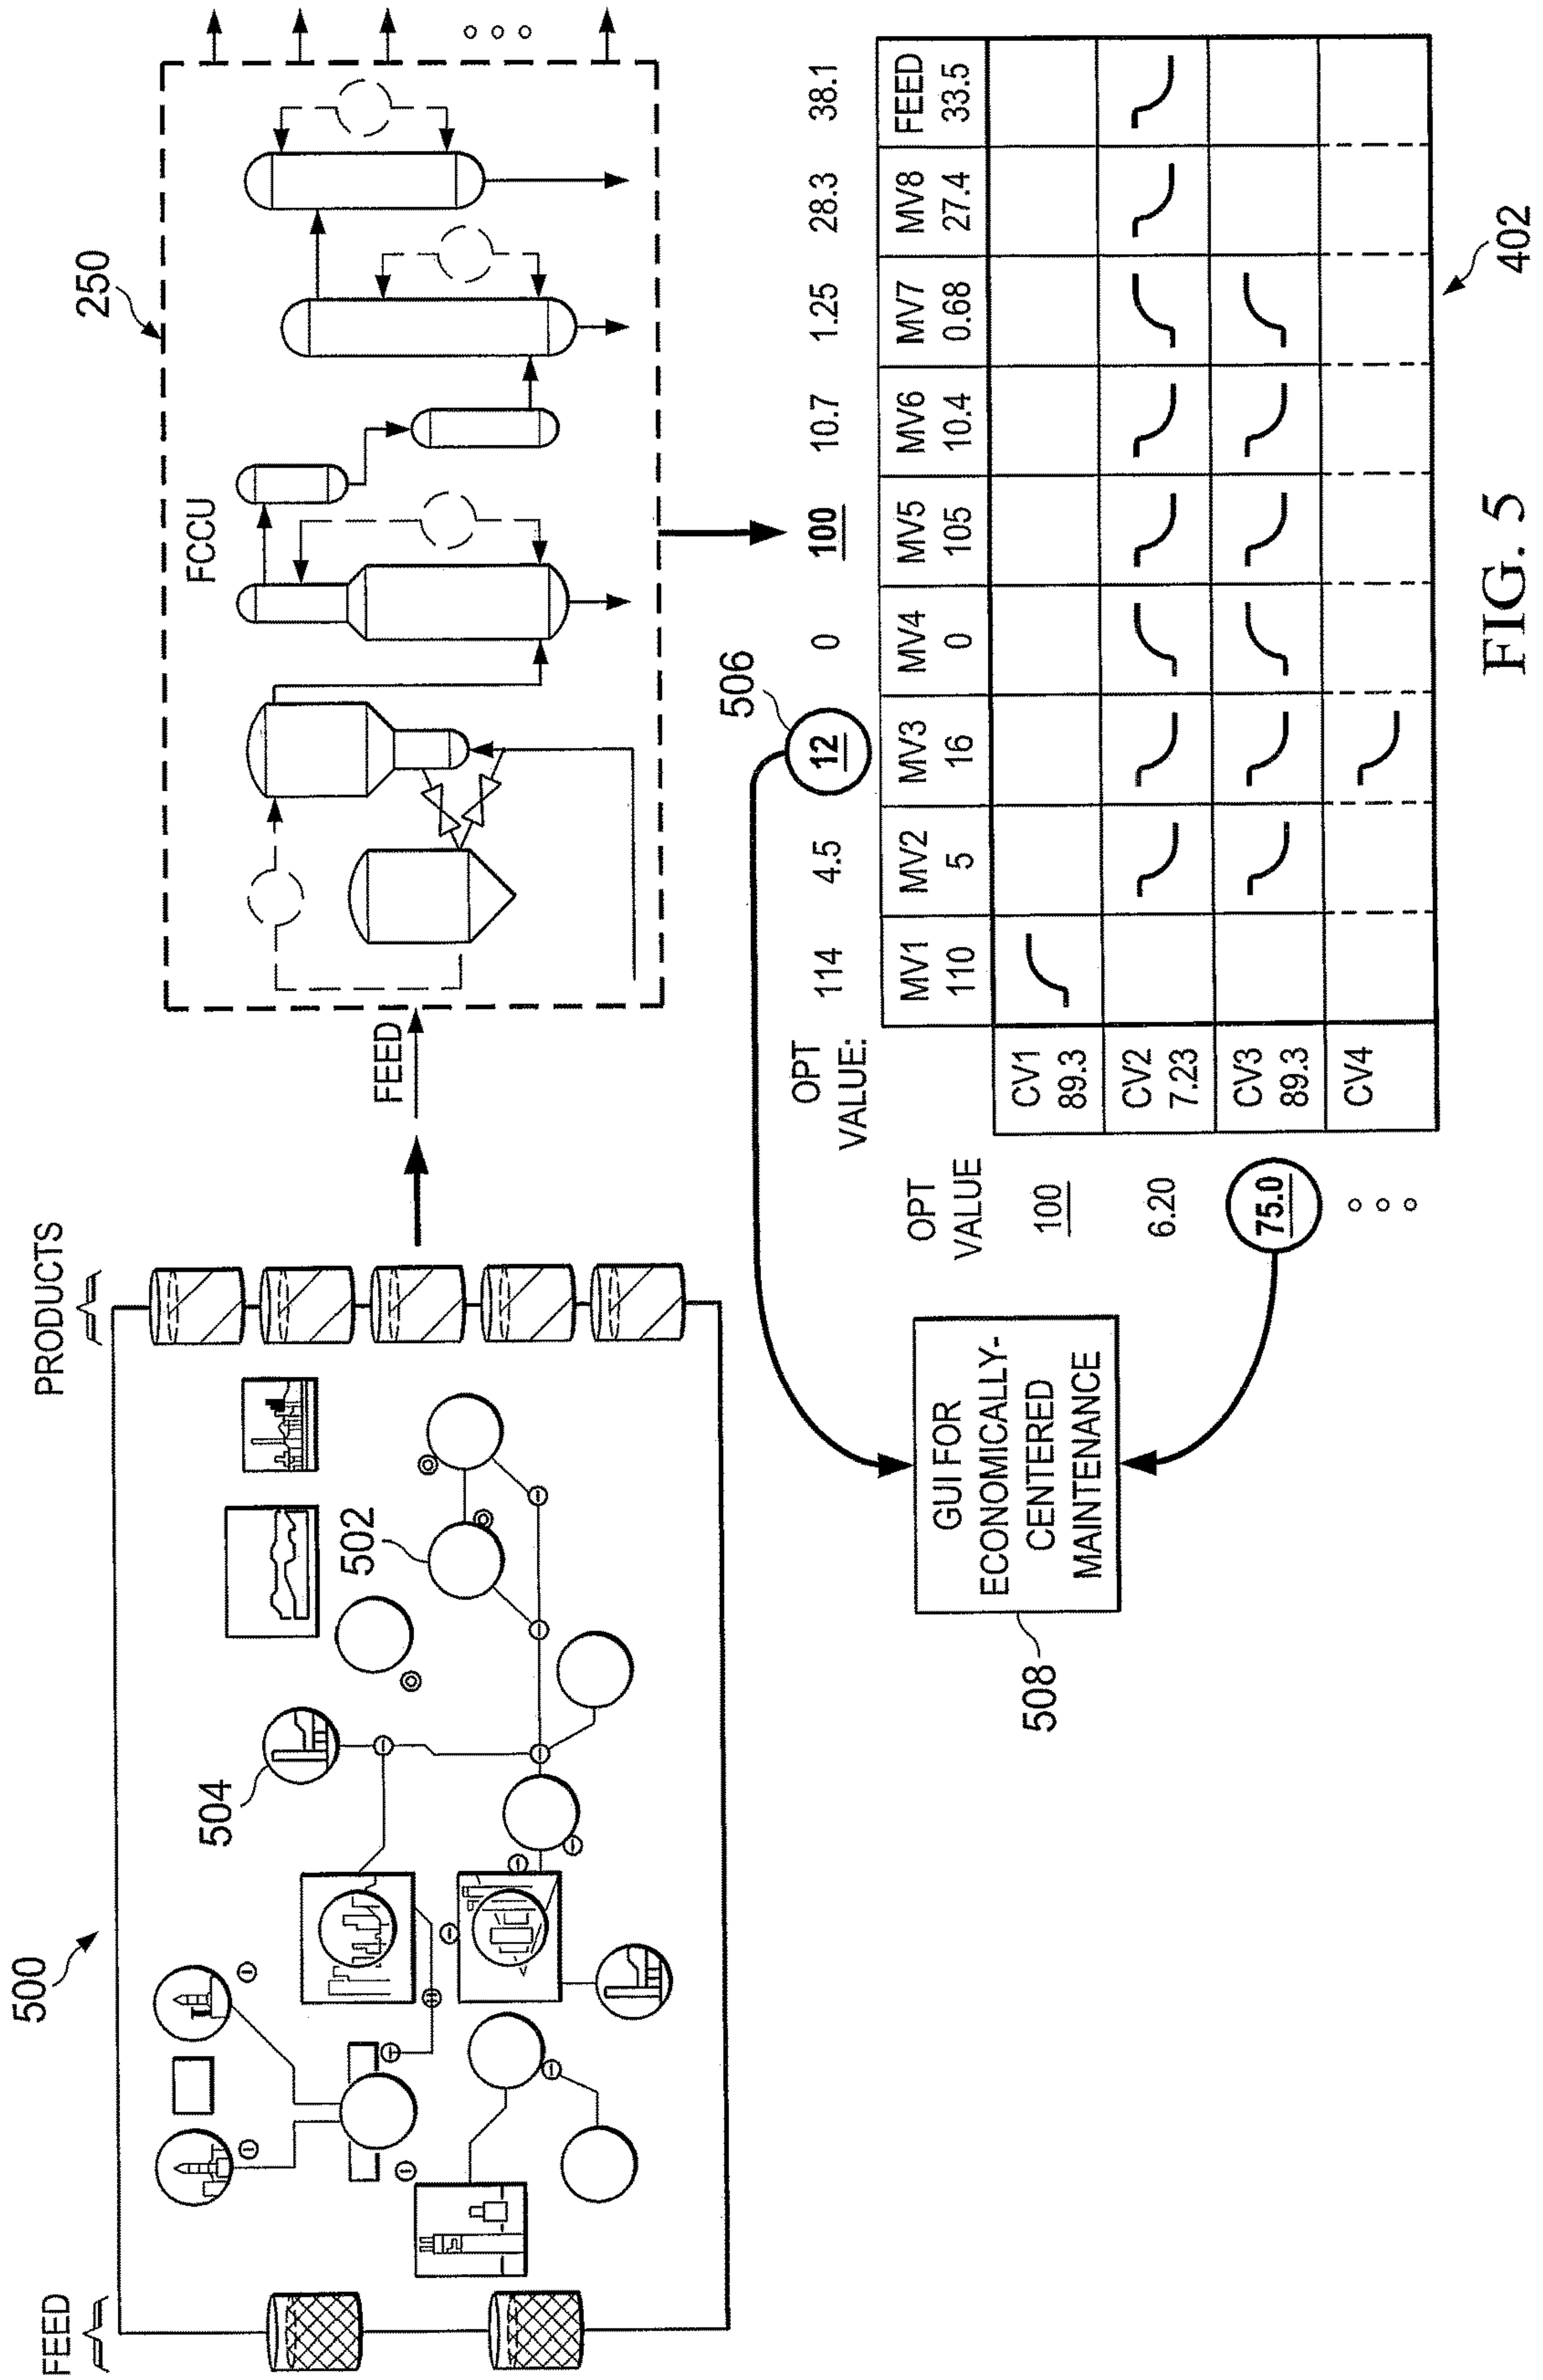 500
FEED
PRODUCTS
504
502
FEED
250
FCCU
506
508
GUI FOR
ECONOMICALLY-
CENTERED
MAINTENANCE
OPT
VALUE:
114 4.5 12 0 100 10.7 1.25 28.3 38.1
MV1 MV2 MV3 MV4 MV5 MV6 MV7 MV8 FEED
110 5 16 0 105 10.4 0.68 27.4 33.5
OPT
VALUE
100
CV1
89.3
6.20
CV2
7.23
75.0
CV3
89.3
CV4
402
FIG. 5